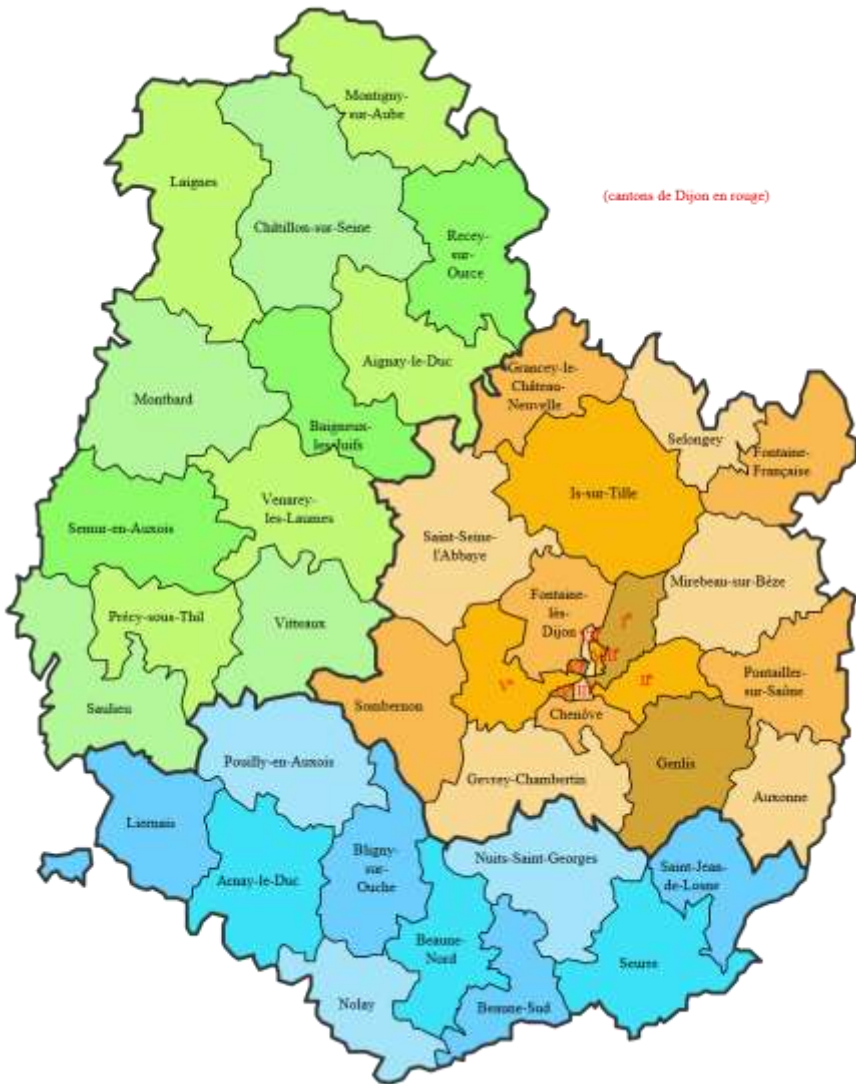 Montigny-
sur-Aube
Laignes
(cantons de Dijon en rouge)
Châtillon-sur-Seine
Recey-
sur-
Ource
Aignay-le-Duc
Grancey-le-
Château-
Neuvelle
Montbard
Baigneux-
les-Juifs
Selongey
Fontaine-
Française
Venarey-
les-Laumes
Is-sur-Tille
Semur-en-Auxois
Saint-Seine-
l'Abbaye
Mirebeau-sur-Bèze
Fontaine-
lès-
Dijon
Précy-sous-Thil
Vitteaux
Iᵉ
IIᵉ
Vᵉ
Pontailler-
sur-Saône
Saulieu
Sombernon
Chenôve
Pouilly-en-Auxois
Gevrey-Chambertin
Genlis
Auxonne
Liernais
Bligny-
sur-
Ouche
Nuits-Saint-Georges
Saint-Jean-
de-Losne
Arnay-le-Duc
Beaune-
Nord
Seurre
Nolay
Beaune-Sud